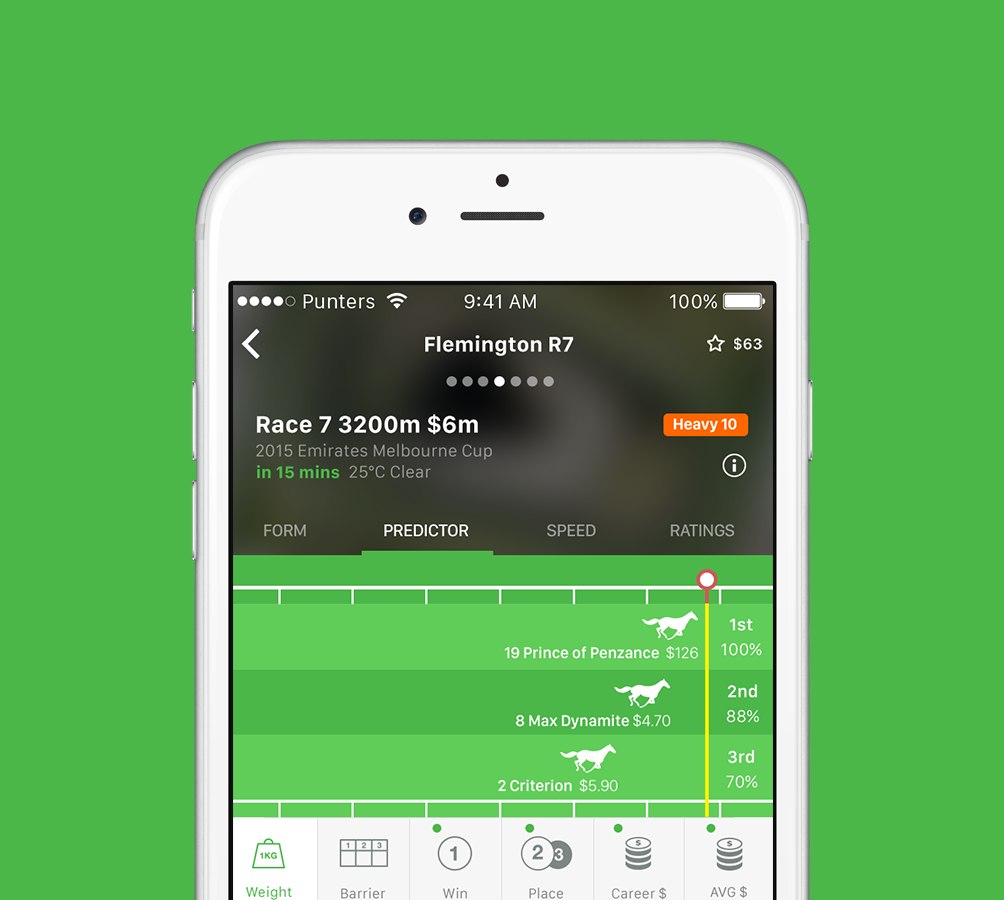 Punters 9:41 AM 100%
Flemington R7 $63
Race 7 3200m $6m Heavy 10
2015 Emirates Melbourne Cup
in 15 mins 25°C Clear
FORM PREDICTOR SPEED RATINGS
1st
19 Prince of Penzance $126 100%
2nd
8 Max Dynamite $4.70 88%
3rd
2 Criterion $5.90 70%
1KG 1 2 3 1 2 3 $ $
Weight Barrier Win Place Career $ AVG $